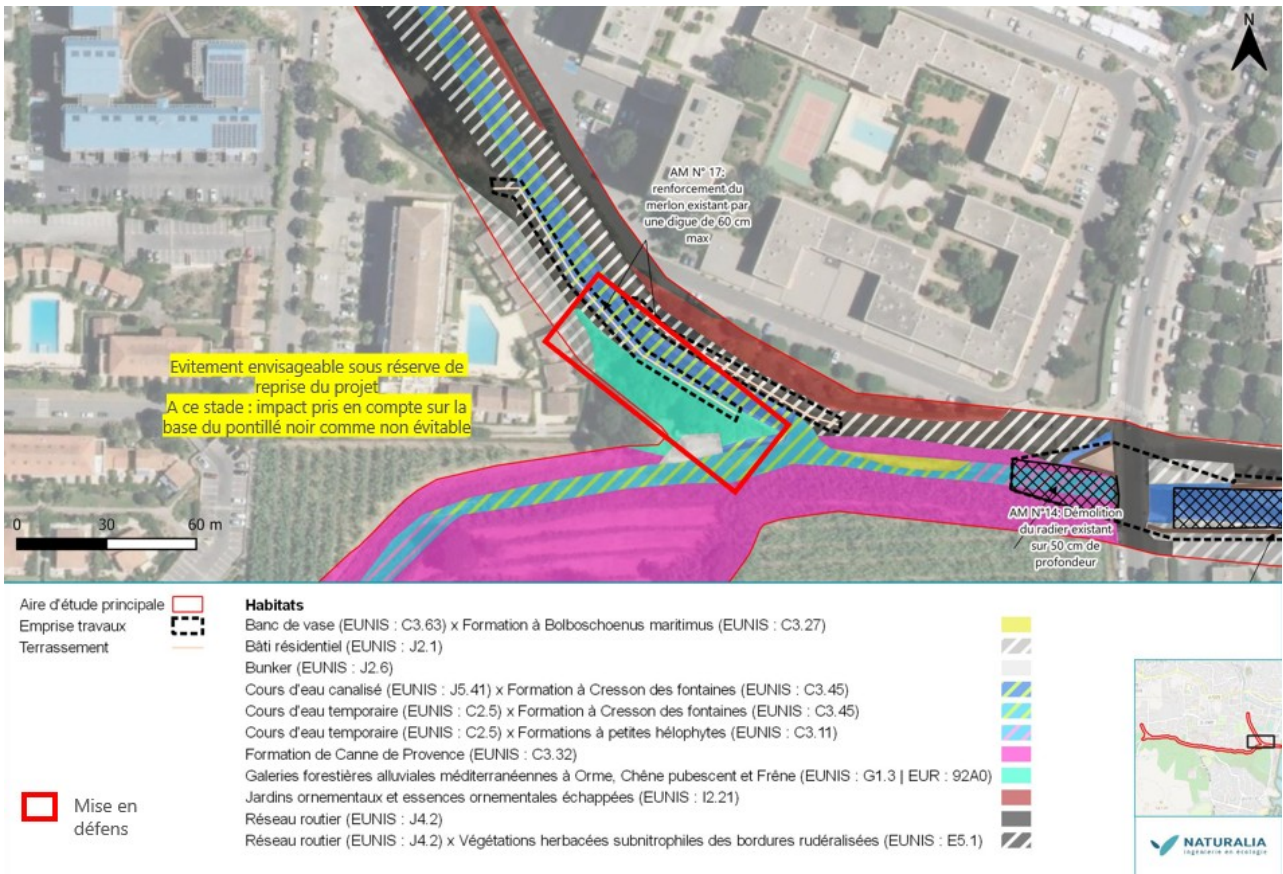 N
AM N° 17:
renforcement du
merlon existant par
une digue de 60 cm
max
Evitement envisageable sous réserve de
reprise du projet
A ce stade : impact pris en compte sur la
base du pontillé noir comme non évitable
AM N°14: Démolition
du radier existant
sur 50 cm de
profondeur
0 30 60 m
Aire d'étude principale
Emprise travaux
Terrassement
Mise en
défens
Habitats
Banc de vase (EUNIS : C3.63) x Formation à Bolboschoenus maritimus (EUNIS : C3.27)
Bâti résidentiel (EUNIS : J2.1)
Bunker (EUNIS : J2.6)
Cours d'eau canalisé (EUNIS : J5.41) x Formation à Cresson des fontaines (EUNIS : C3.45)
Cours d'eau temporaire (EUNIS : C2.5) x Formation à Cresson des fontaines (EUNIS : C3.45)
Cours d'eau temporaire (EUNIS : C2.5) x Formations à petites hélophytes (EUNIS : C3.11)
Formation de Canne de Provence (EUNIS : C3.32)
Galeries forestières alluviales méditerranéennes à Orme, Chêne pubescent et Frêne (EUNIS : G1.3 | EUR : 92A0)
Jardins ornementaux et essences ornementales échappées (EUNIS : I2.21)
Réseau routier (EUNIS : J4.2)
Réseau routier (EUNIS : J4.2) x Végétations herbacées subnitrophiles des bordures rudéralisées (EUNIS : E5.1)
NATURALIA
Ingénierie en écologie